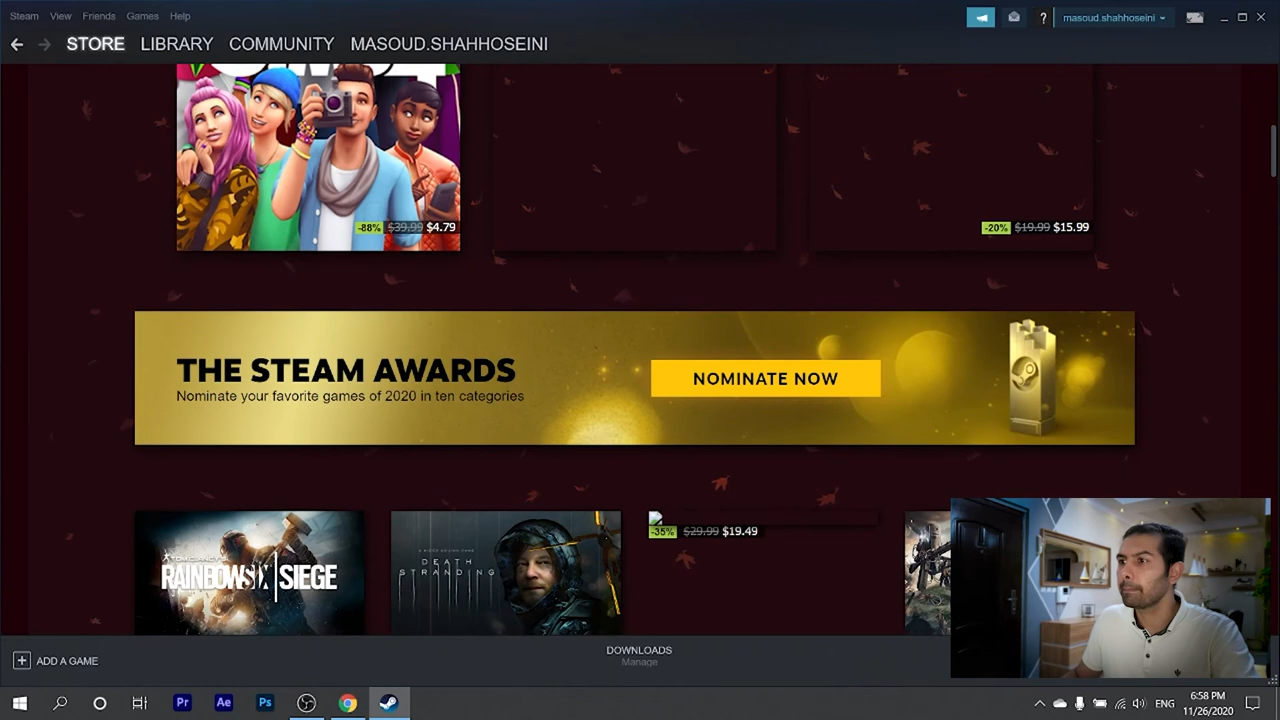 Steam View Friends Games Help
masoud.shahhoseini
STORE LIBRARY COMMUNITY MASOUD.SHAHHOSEINI
-88% $39.99 $4.79
-20% $19.99 $15.99
THE STEAM AWARDS
Nominate your favorite games of 2020 in ten categories
NOMINATE NOW
RAINBOW SIX | SIEGE
DEATH
STRANDING
-35% $29.99 $19.49
+ ADD A GAME
DOWNLOADS
Manage
Pr Ae Ps
ENG
6:58 PM
11/26/2020